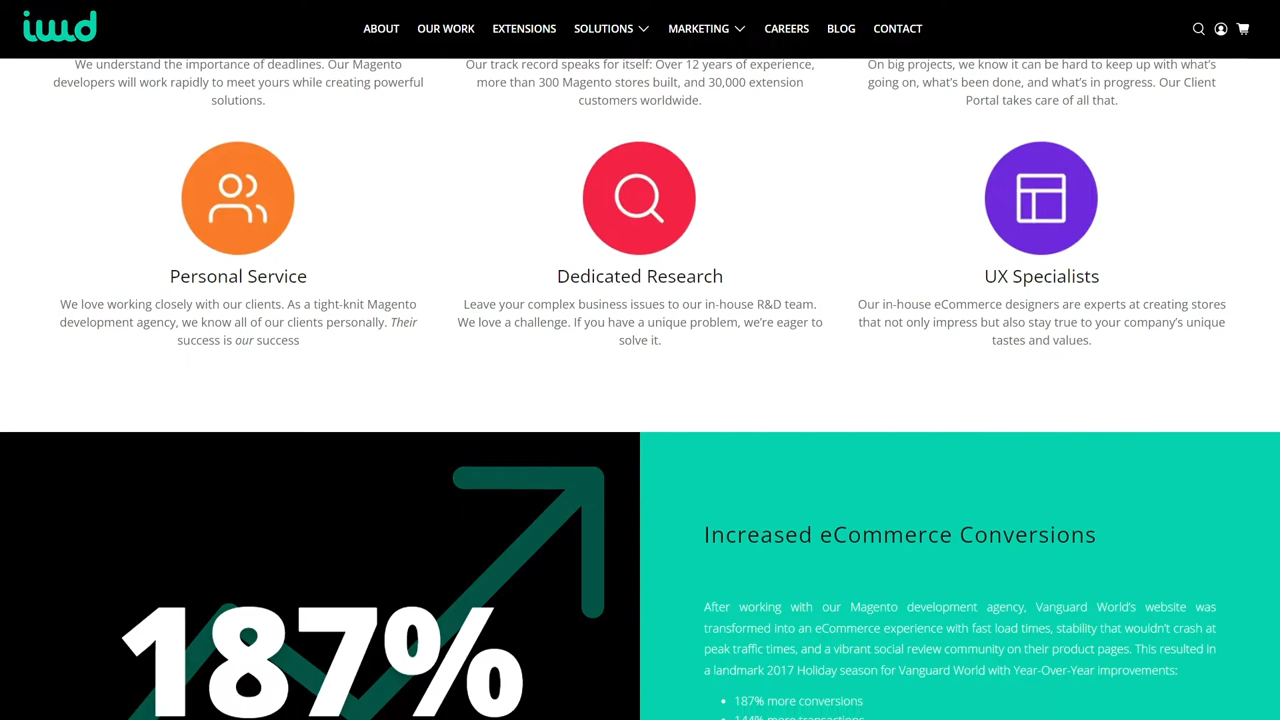 iwd
ABOUT OUR WORK EXTENSIONS SOLUTIONS MARKETING CAREERS BLOG CONTACT
We understand the importance of deadlines. Our Magento
developers will work rapidly to meet yours while creating powerful
solutions.
Our track record speaks for itself: Over 12 years of experience,
more than 300 Magento stores built, and 30,000 extension
customers worldwide.
On big projects, we know it can be hard to keep up with what's
going on, what's been done, and what's in progress. Our Client
Portal takes care of all that.
Personal Service
We love working closely with our clients. As a tight-knit Magento
development agency, we know all of our clients personally. Their
success is our success
Dedicated Research
Leave your complex business issues to our in-house R&D team.
We love a challenge. If you have a unique problem, we're eager to
solve it.
UX Specialists
Our in-house eCommerce designers are experts at creating stores
that not only impress but also stay true to your company's unique
tastes and values.
187%
Increased eCommerce Conversions
After working with our Magento development agency, Vanguard World's website was
transformed into an eCommerce experience with fast load times, stability that wouldn't crash at
peak traffic times, and a vibrant social review community on their product pages. This resulted in
a landmark 2017 Holiday season for Vanguard World with Year-Over-Year improvements:
• 187% more conversions
• 144% more transactions